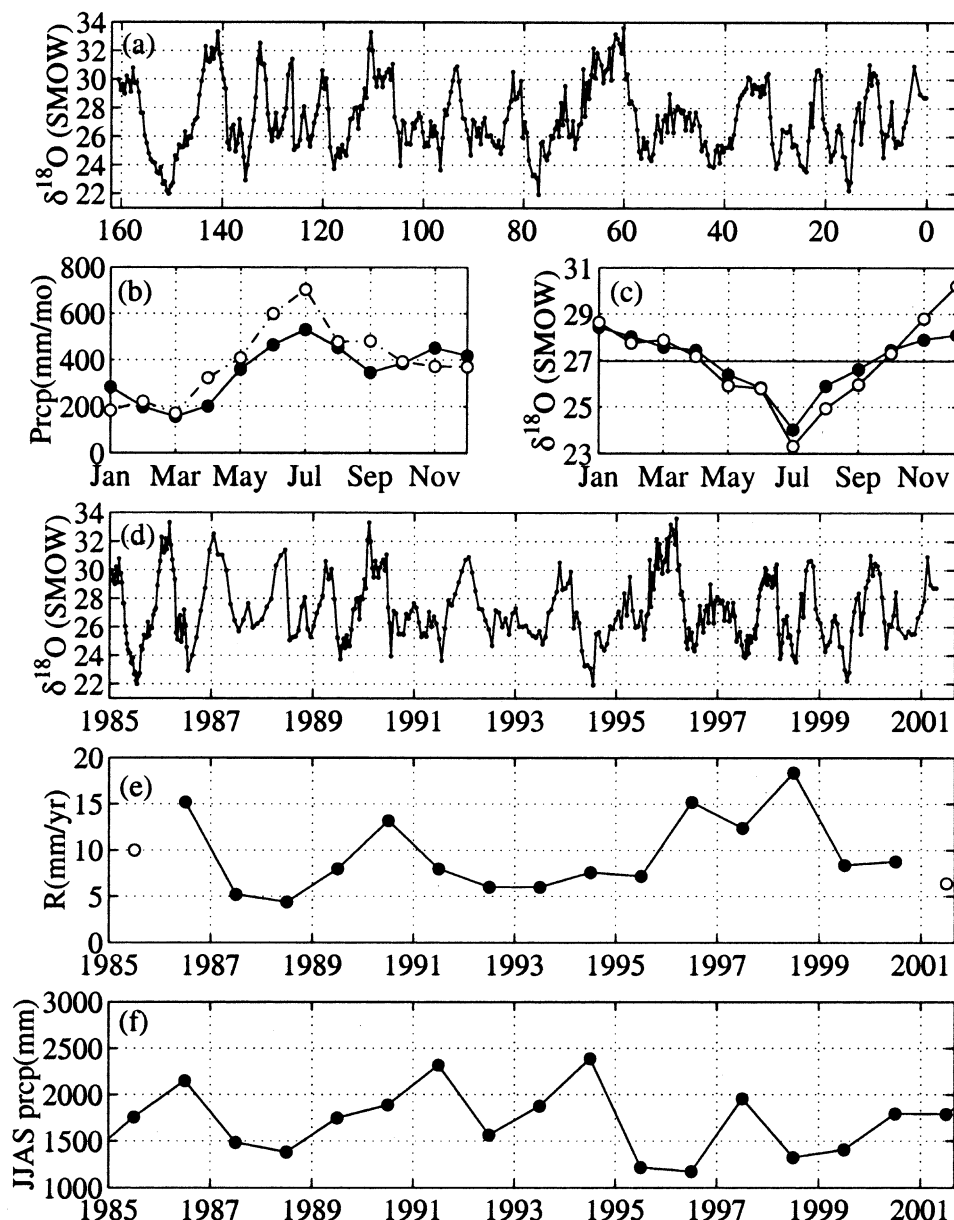 (a)
δ18O (SMOW)
34
32
30
28
26
24
22
160 140 120 100 80 60 40 20 0
(b)
Prcp(mm/mo)
800
600
400
200
0
Jan Mar May Jul Sep Nov
(c)
δ18O (SMOW)
31
29
27
25
23
Jan Mar May Jul Sep Nov
(d)
δ18O (SMOW)
34
32
30
28
26
24
22
1985 1987 1989 1991 1993 1995 1997 1999 2001
(e)
R(mm/yr)
20
15
10
5
0
1985 1987 1989 1991 1993 1995 1997 1999 2001
(f)
JJAS prcp(mm)
3000
2500
2000
1500
1000
1985 1987 1989 1991 1993 1995 1997 1999 2001